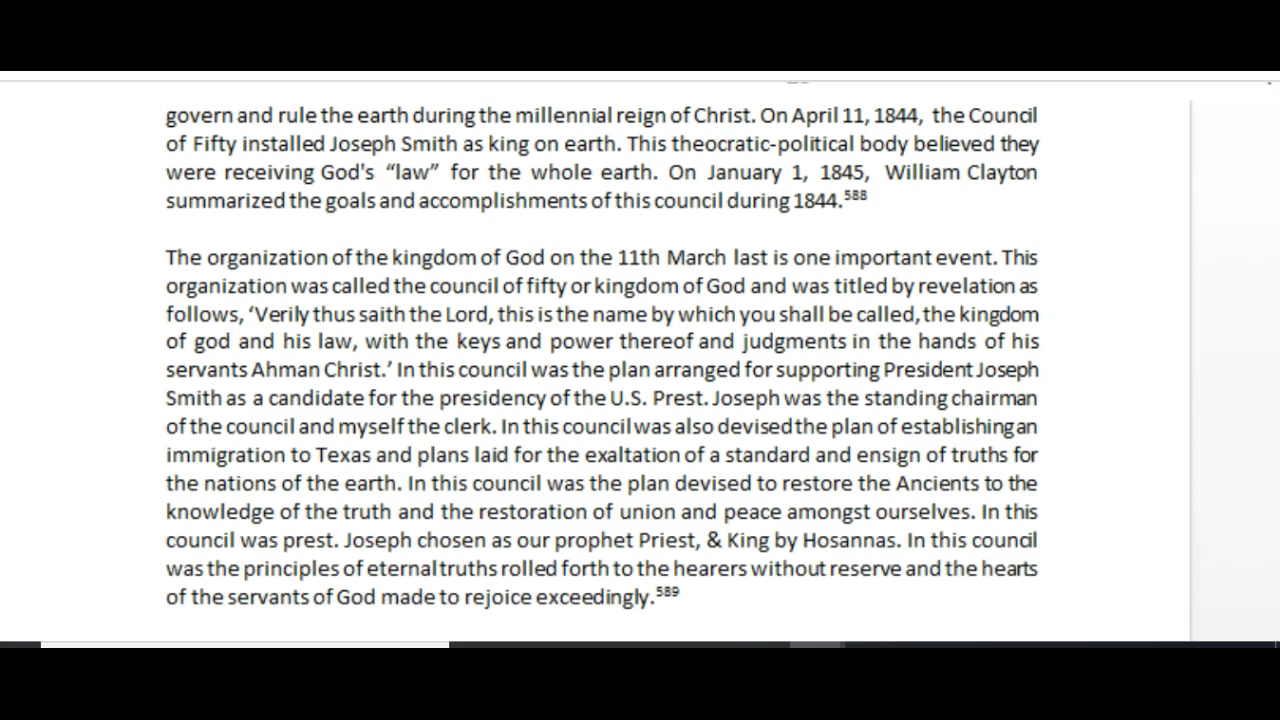 govern and rule the earth during the millennial reign of Christ. On April 11, 1844, the Council
of Fifty installed Joseph Smith as king on earth. This theocratic-political body believed they
were receiving God's “law” for the whole earth. On January 1, 1845, William Clayton
summarized the goals and accomplishments of this council during 1844.588
The organization of the kingdom of God on the 11th March last is one important event. This
organization was called the council of fifty or kingdom of God and was titled by revelation as
follows, ‘Verily thus saith the Lord, this is the name by which you shall be called, the kingdom
of god and his law, with the keys and power thereof and judgments in the hands of his
servants Ahman Christ.’ In this council was the plan arranged for supporting President Joseph
Smith as a candidate for the presidency of the U.S. Prest. Joseph was the standing chairman
of the council and myself the clerk. In this council was also devised the plan of establishing an
immigration to Texas and plans laid for the exaltation of a standard and ensign of truths for
the nations of the earth. In this council was the plan devised to restore the Ancients to the
knowledge of the truth and the restoration of union and peace amongst ourselves. In this
council was prest. Joseph chosen as our prophet Priest, & King by Hosannas. In this council
was the principles of eternal truths rolled forth to the hearers without reserve and the hearts
of the servants of God made to rejoice exceedingly.589